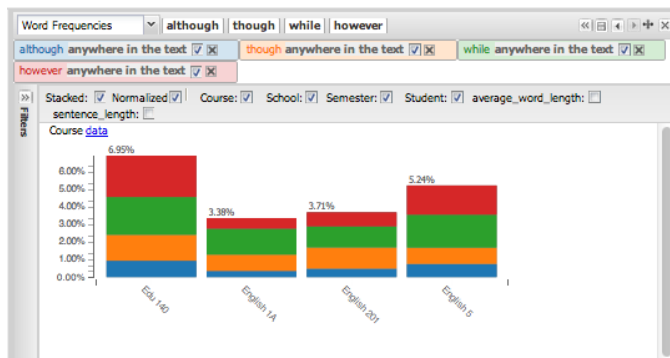 Word Frequencies although though while however
although anywhere in the text though anywhere in the text while anywhere in the text
however anywhere in the text
Stacked: Normalized Course: School: Semester: Student: average_word_length:
sentence_length:
Filters
Course data
6.95%
6.00%
5.00%
4.00%
3.00%
2.00%
1.00%
0.00%
3.38%
3.71%
5.24%
Edu 140
English 1A
English 201
English 5